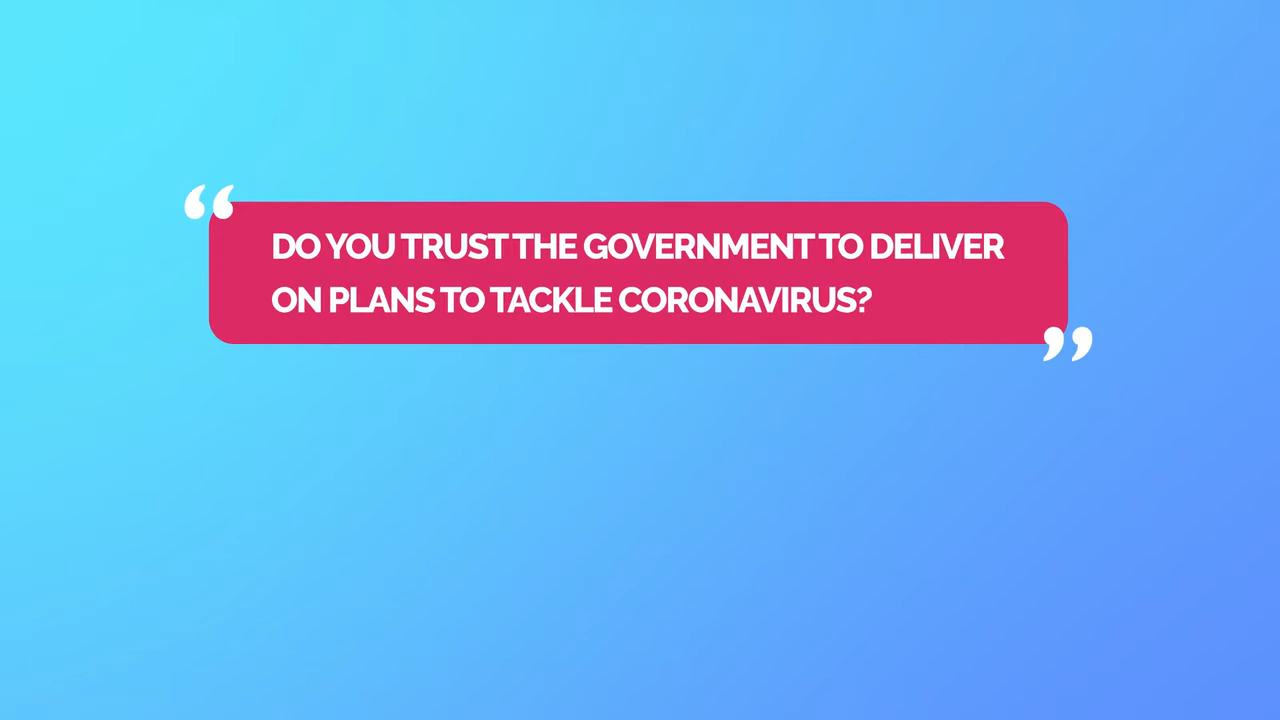 “DO YOU TRUST THE GOVERNMENT TO DELIVER
ON PLANS TO TACKLE CORONAVIRUS?”